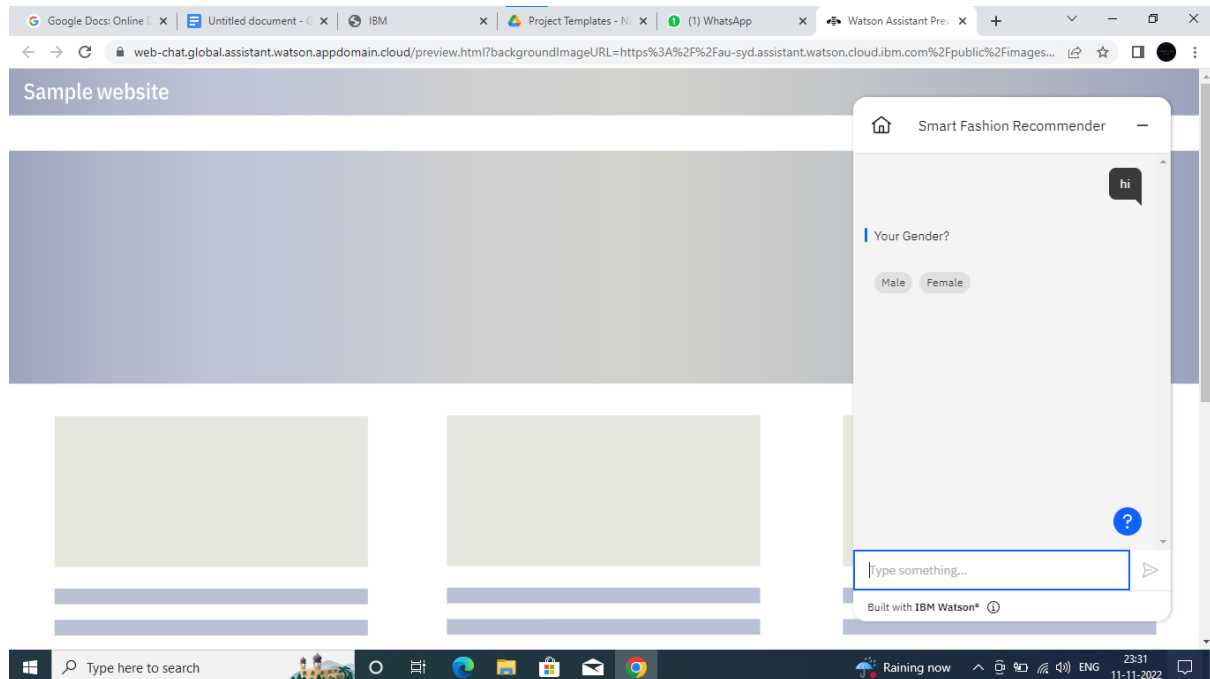 Google Docs: Online D
Untitled document - G
IBM
Project Templates - Na
1 (1) WhatsApp
Watson Assistant Prev
web-chat.global.assistant.watson.appdomain.cloud/preview.html?backgroundImageURL=https%3A%2F%2Fau-syd.assistant.watson.cloud.ibm.com%2Fpublic%2Fimages...
Sample website
Smart Fashion Recommender
hi
Your Gender?
Male Female
?
Type something...
Built with IBM Watson®
Type here to search
Raining now
ENG
23:31
11-11-2022